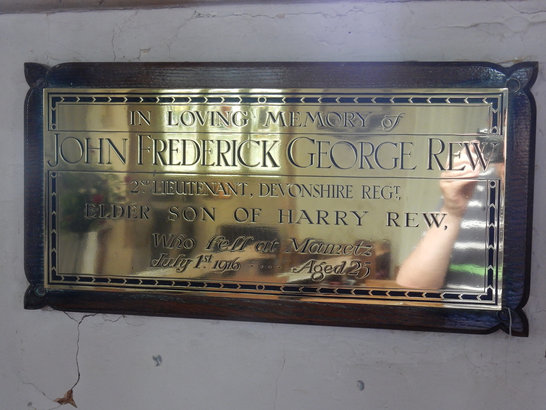 IN LOVING MEMORY of
JOHN FREDERICK GEORGE REW
2ND LIEUTENANT, DEVONSHIRE REGT,
ELDER SON OF HARRY REW,
Who fell at Mametz
July 1st. 1916 ..... Aged 25